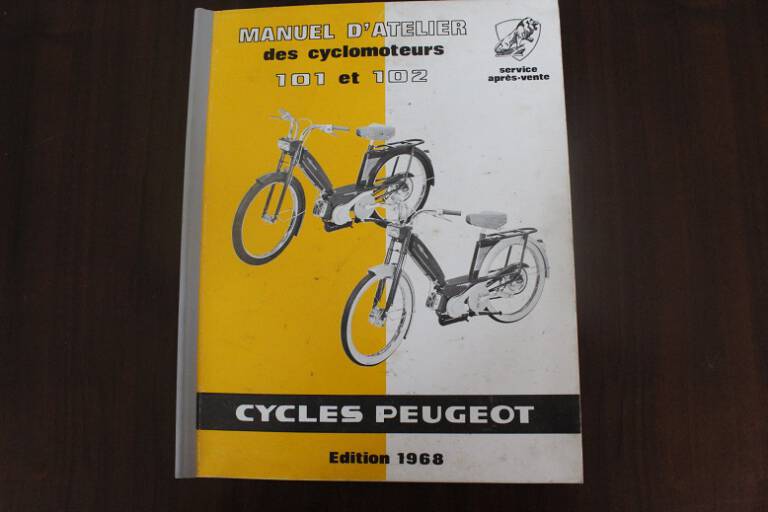 MANUEL D'ATELIER
des cyclomoteurs
101 et 102
service
après-vente
CYCLES PEUGEOT
Edition 1968